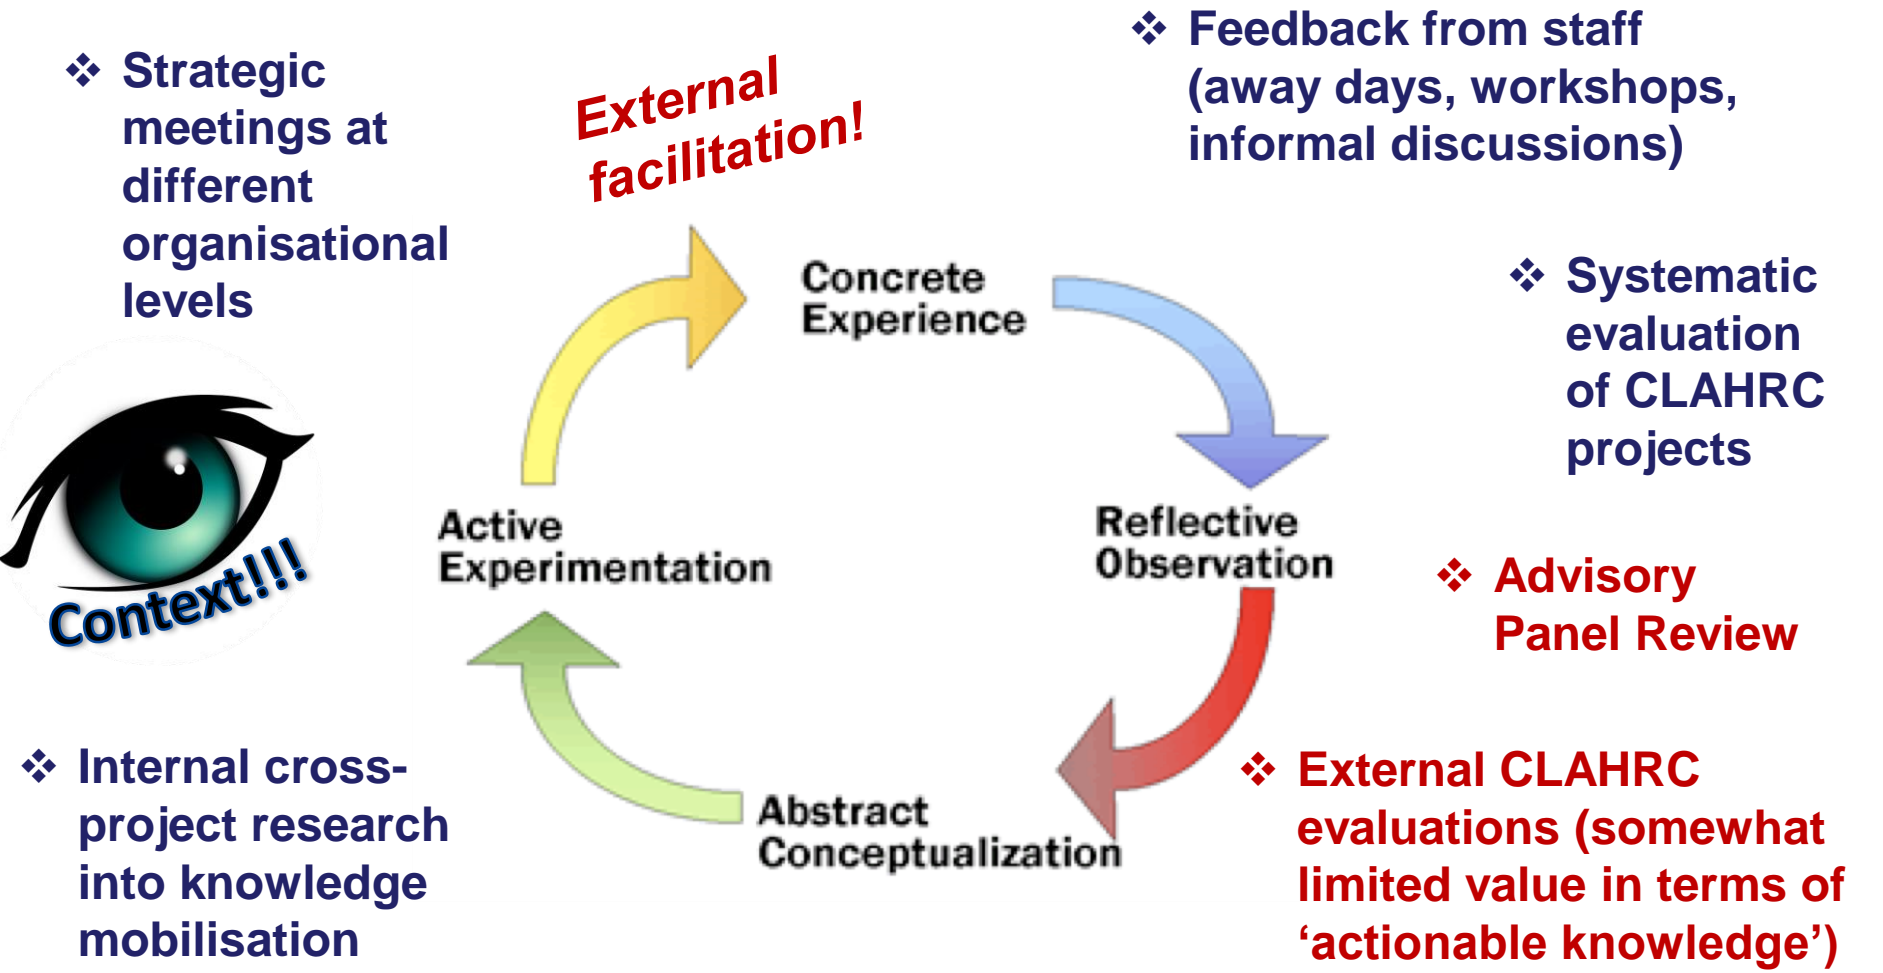 ❖ Strategic
meetings at
different
organisational
levels
External
facilitation!
❖ Feedback from staff
(away days, workshops,
informal discussions)
❖ Systematic
evaluation
of CLAHRC
projects
Concrete
Experience
Context!!!
Active
Experimentation
Reflective
Observation
❖ Advisory
Panel Review
❖ Internal cross-
project research
into knowledge
mobilisation
Abstract
Conceptualization
❖ External CLAHRC
evaluations (somewhat
limited value in terms of
‘actionable knowledge’)